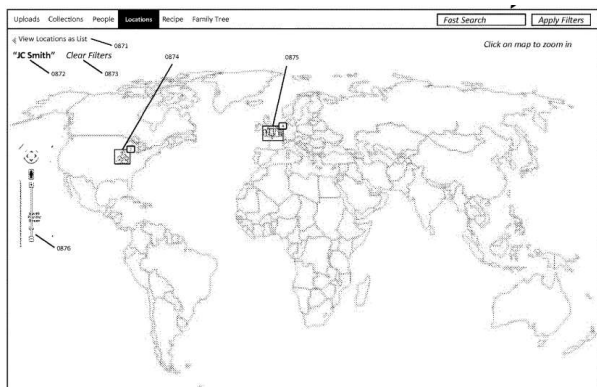 Uploads Collections People Locations Recipe Family Tree Fast Search Apply Filters
View Locations as List 0871
Click on map to zoom in
"JC Smith" Clear Filters
0872 0873 0874 0875
0876